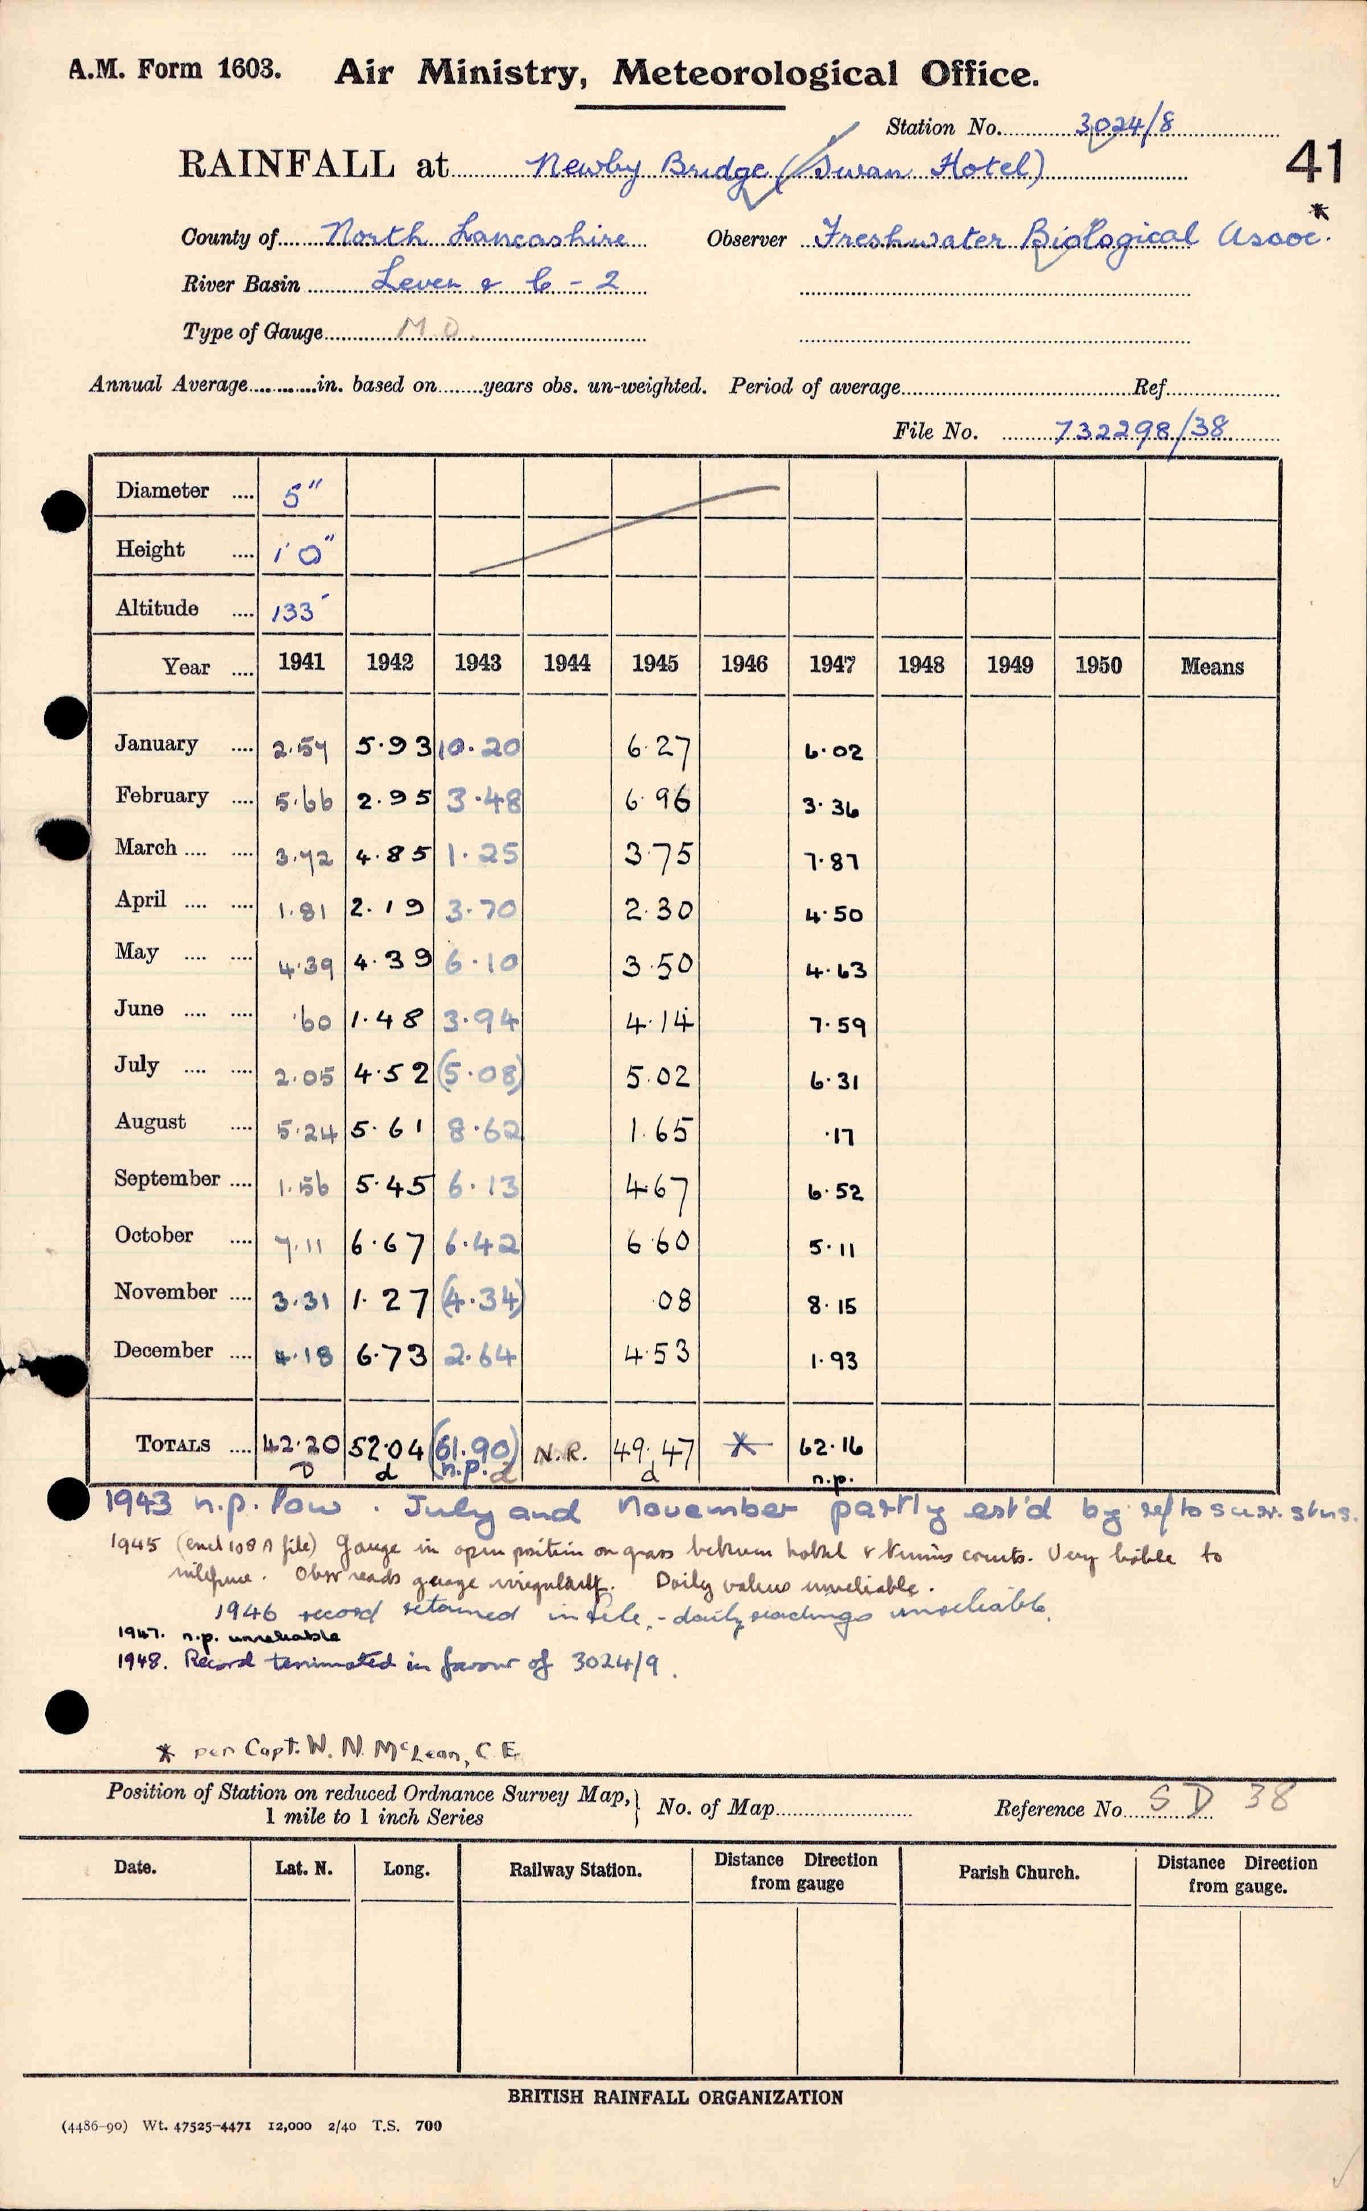 A.M. Form 1603. Air Ministry, Meteorological Office.
Station No. 3024/8
RAINFALL at Newby Bridge (Swan Hotel)
41
*
County of North Lancashire Observer Freshwater Biological Assoc.
River Basin Leven & C - 2
Type of Gauge M.O.
Annual Average in. based on years obs. un-weighted. Period of average Ref
File No. 732298/38
Diameter .... 5"
Height .... 1'0"
Altitude .... 133'
Year .... 1941 1942 1943 1944 1945 1946 1947 1948 1949 1950 Means
January .... 2.57 5.93 10.20 6.27 6.02
February .... 5.66 2.95 3.48 6.96 3.36
March .... .... 3.72 4.85 1.25 3.75 7.87
April .... .... 1.81 2.19 3.70 2.30 4.50
May .... .... 4.39 4.39 6.10 3.50 4.63
June .... .... .60 1.48 3.94 4.14 7.59
July .... .... 2.05 4.52 (5.08) 5.02 6.31
August .... 5.24 5.61 8.62 1.65 .17
September .... 1.56 5.45 6.13 4.67 6.52
October .... 7.11 6.67 6.42 6.60 5.11
November .... 3.31 1.27 (4.34) .08 8.15
December .... 4.18 6.73 2.64 4.53 1.93
TOTALS .... 42.20 52.04 (61.90) N.R. 49.47 * 62.16
D d n.p. d d n.p.
1943 n.p. low. July and November partly est'd by ref to surr. stns.
1945 (encl 108A file) Gauge in open position on grass between hotel & tennis courts. Very liable to
Obsr reads gauge irregularly. Daily values unreliable.
1946 record retained in file, - daily readings unreliable.
1947. n.p. unreliable
1948. Record terminated in favour of 3024/9.
* per Capt. W. N. McLean, C.E.
Position of Station on reduced Ordnance Survey Map, 1 mile to 1 inch Series } No. of Map Reference No. SD 38
Date. Lat. N. Long. Railway Station. Distance Direction from gauge Parish Church. Distance Direction from gauge.
BRITISH RAINFALL ORGANIZATION
(4486-90) Wt. 47525-4471 12,000 2/40 T.S. 700